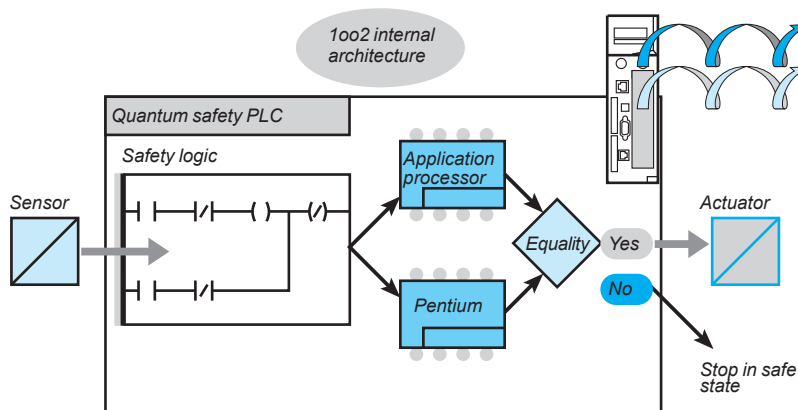 1oo2 internal
architecture
Quantum safety PLC
Safety logic
Application
processor
Sensor
Actuator
Equality
Yes
Pentium
No
Stop in safe
state